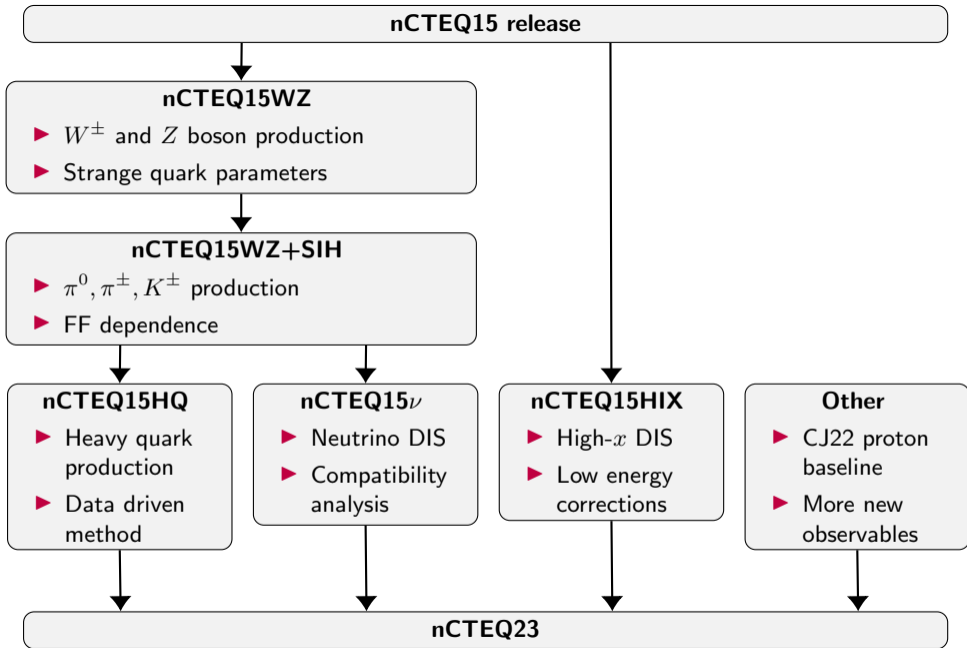 nCTEQ15 release
nCTEQ15WZ
W± and Z boson production
Strange quark parameters
nCTEQ15WZ+SIH
π⁰, π±, K± production
FF dependence
nCTEQ15HQ
Heavy quark
production
Data driven
method
nCTEQ15ν
Neutrino DIS
Compatibility
analysis
nCTEQ15HIX
High-x DIS
Low energy
corrections
Other
CJ22 proton
baseline
More new
observables
nCTEQ23